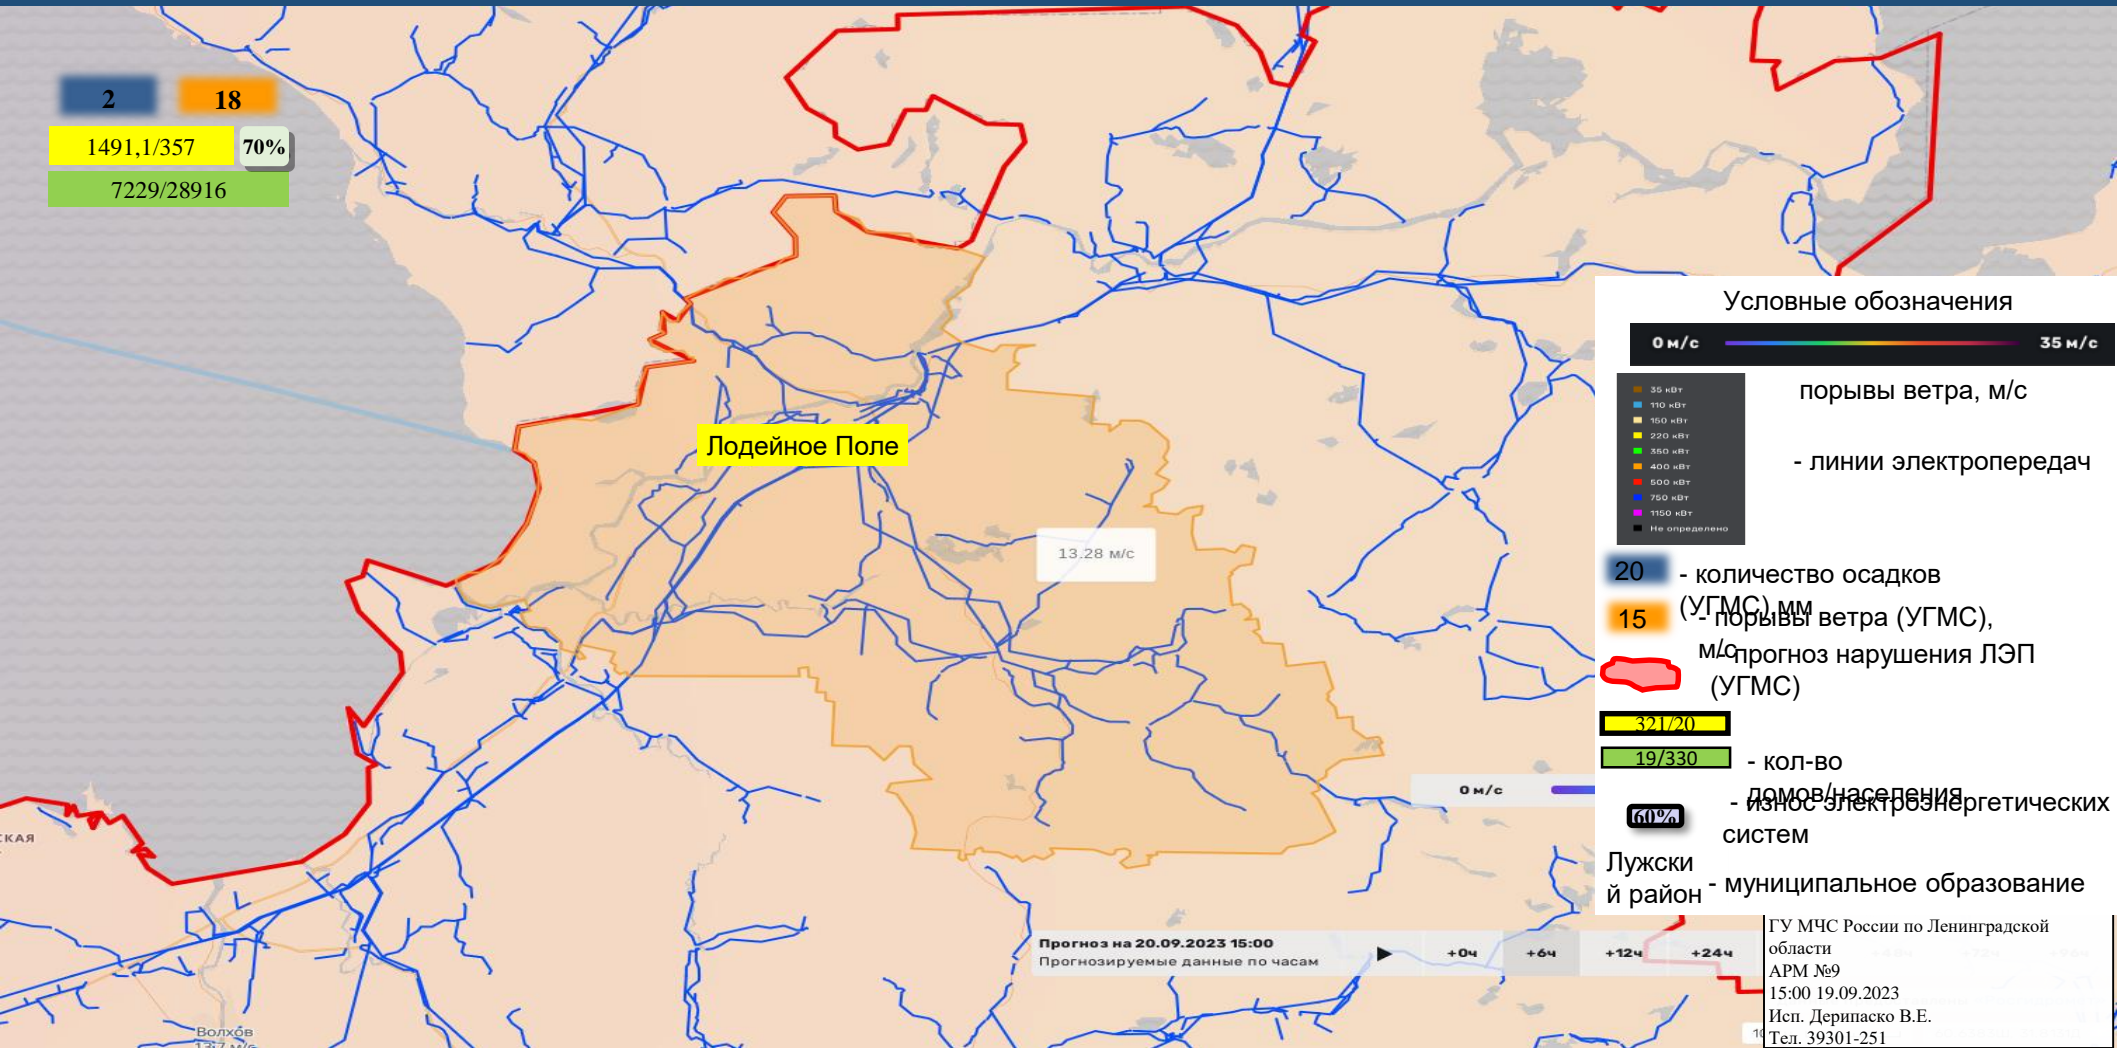 2
18
1491,1/357
70%
7229/28916
Лодейное Поле
13.28 м/с
СКАЯ
Волхов
13.7 м/с
0 м/с
Прогноз на 20.09.2023 15:00
Прогнозируемые данные по часам
+0ч
+6ч
+12ч
+24ч
Условные обозначения
0 м/с
35 м/с
порывы ветра, м/с
35 кВт
110 кВт
150 кВт
220 кВт
350 кВт
400 кВт
500 кВт
750 кВт
1150 кВт
Не определено
- линии электропередач
20
- количество осадков
(УГМС),мм
15
- порывы ветра (УГМС),
м/с
- прогноз нарушения ЛЭП
(УГМС)
321/20
19/330
- кол-во
домов/населения
60%
- износ электроэнергетических
систем
Лужски
й район
- муниципальное образование
ГУ МЧС России по Ленинградской
области
АРМ №9
15:00 19.09.2023
Исп. Дерипаско В.Е.
Тел. 39301-251